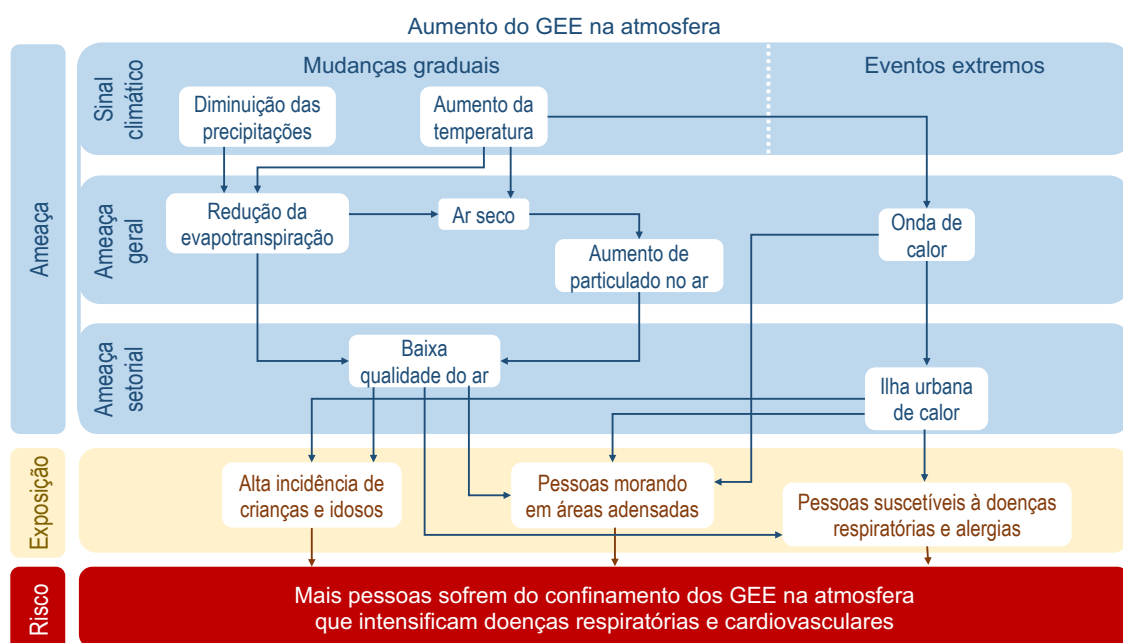 Aumento do GEE na atmosfera
Ameaça
Sinal
climático
Mudanças graduais
Eventos extremos
Diminuição das
precipitações
Aumento da
temperatura
Ameaça
geral
Redução da
evapotranspiração
Ar seco
Onda de
calor
Aumento de
particulado no ar
Ameaça
setorial
Baixa
qualidade do ar
Ilha urbana
de calor
Exposição
Alta incidência de
crianças e idosos
Pessoas morando
em áreas adensadas
Pessoas suscetíveis à doenças
respiratórias e alergias
Risco
Mais pessoas sofrem do confinamento dos GEE na atmosfera
que intensificam doenças respiratórias e cardiovasculares